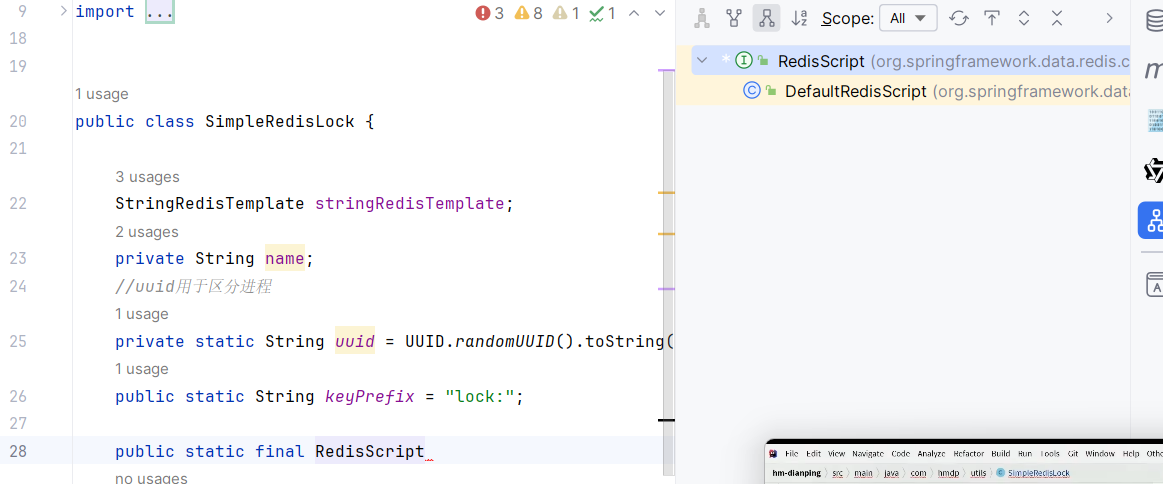 9 import ... 3 8 1 1
18
19
1 usage
20 public class SimpleRedisLock {
21
3 usages
22 StringRedisTemplate stringRedisTemplate;
2 usages
23 private String name;
24 //uuid用于区分进程
1 usage
25 private static String uuid = UUID.randomUUID().toString(
1 usage
26 public static String keyPrefix = "lock:";
27
28 public static final RedisScript
no usages
Scope: All
RedisScript (org.springframework.data.redis.c
DefaultRedisScript (org.springframework.data
File Edit View Navigate Code Analyze Refactor Build Run Tools Git Window Help Othe
hm-dianping src main java com hmdp utils SimpleRedisLock